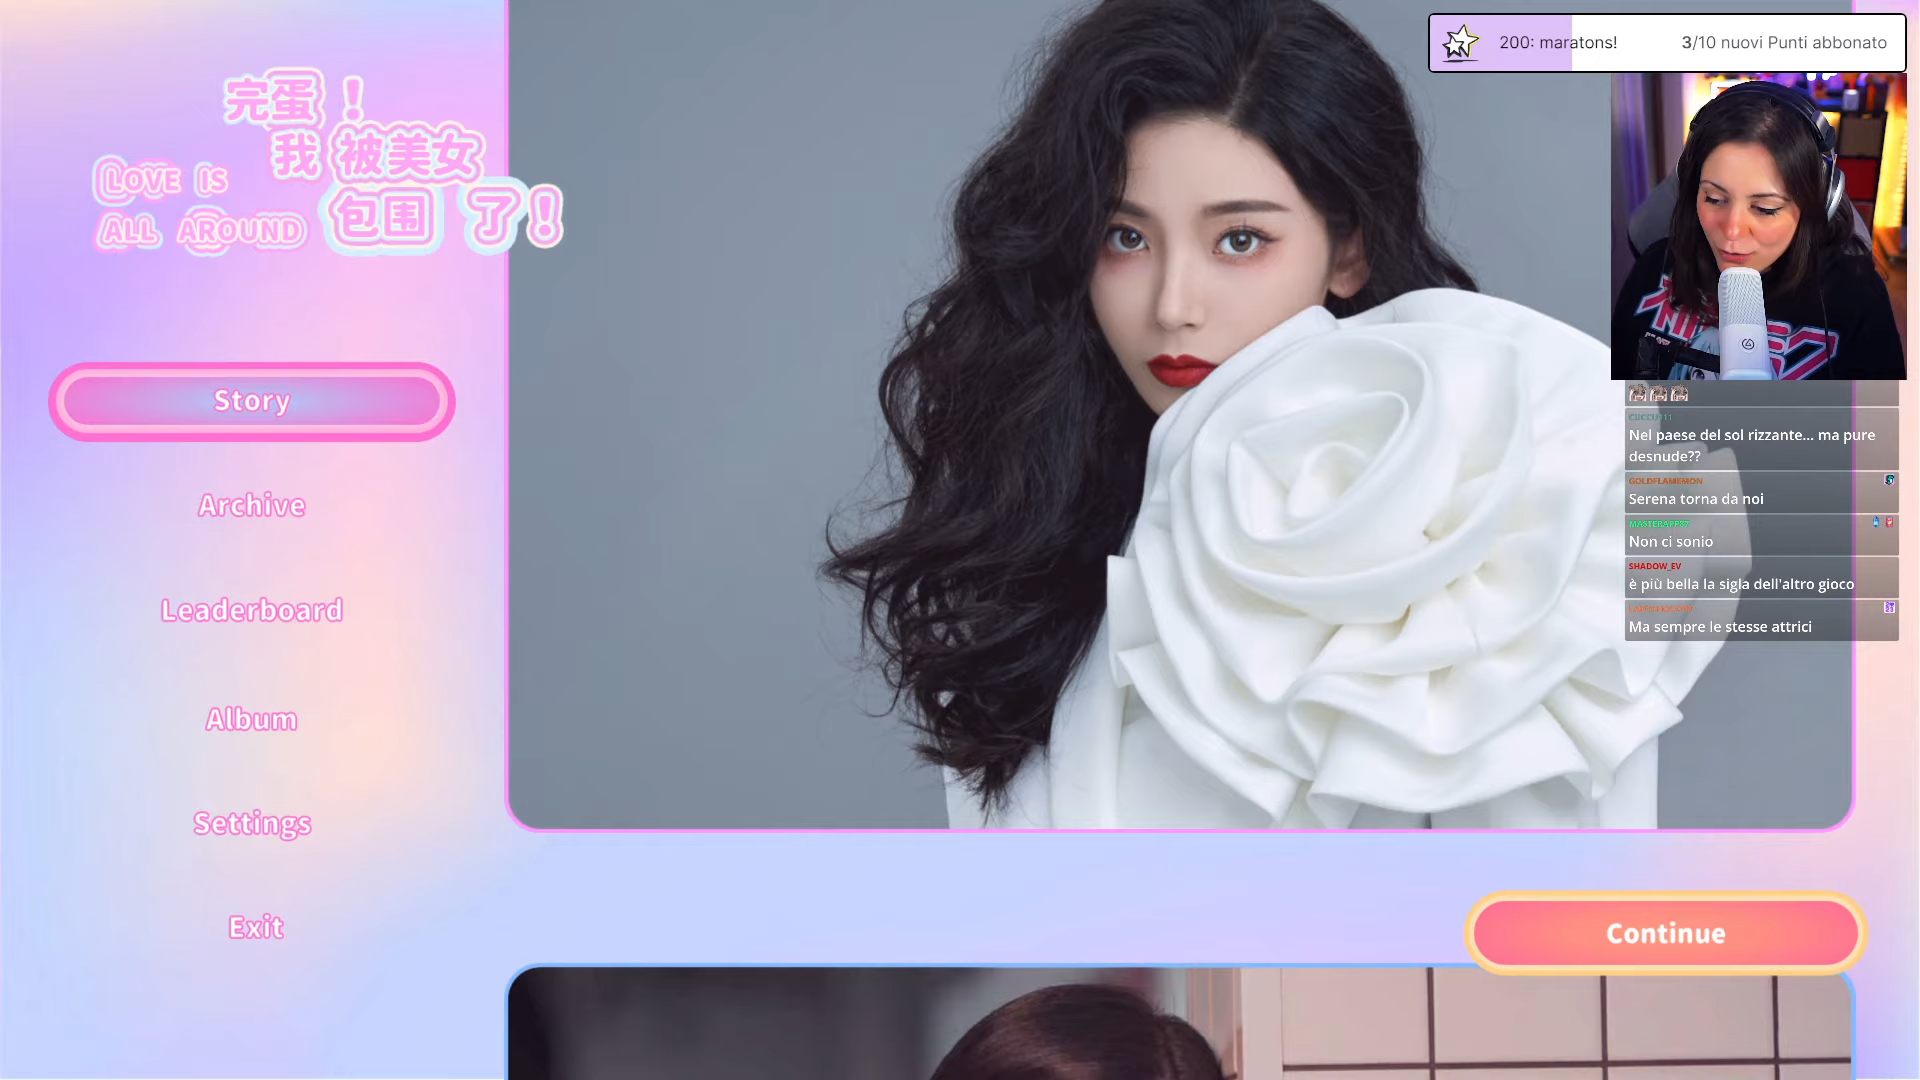 完蛋！
我被美女
包围了！
LOVE IS
ALL AROUND
Story
Archive
Leaderboard
Album
Settings
Exit
Continue
200: maratons!
3/10 nuovi Punti abbonato
Nel paese del sol rizzante... ma pure
desnude??
GOLDFLAMEMON
Serena torna da noi
Non ci sonio
SHADOW_EV
è più bella la sigla dell'altro gioco
Ma sempre le stesse attrici